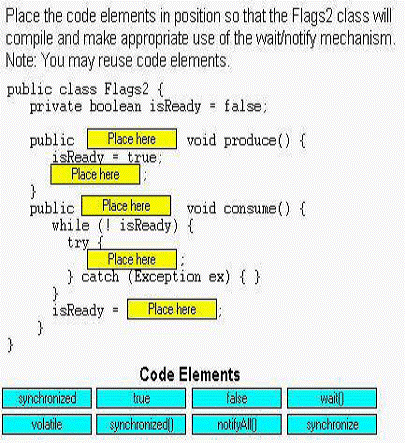 Place the code elements in position so that the Flags2 class will
compile and make appropriate use of the wait/notify mechanism.
Note: You may reuse code elements.
public class Flags2 {
private boolean isReady = false;
public Place here void produce() {
isReady = true;
Place here ;
}
public Place here void consume() {
while (! isReady) {
try {
Place here ;
} catch (Exception ex) { }
}
isReady = Place here ;
}
}
Code Elements
synchronized true false wait()
volatile synchronized() notifyAll() synchronize